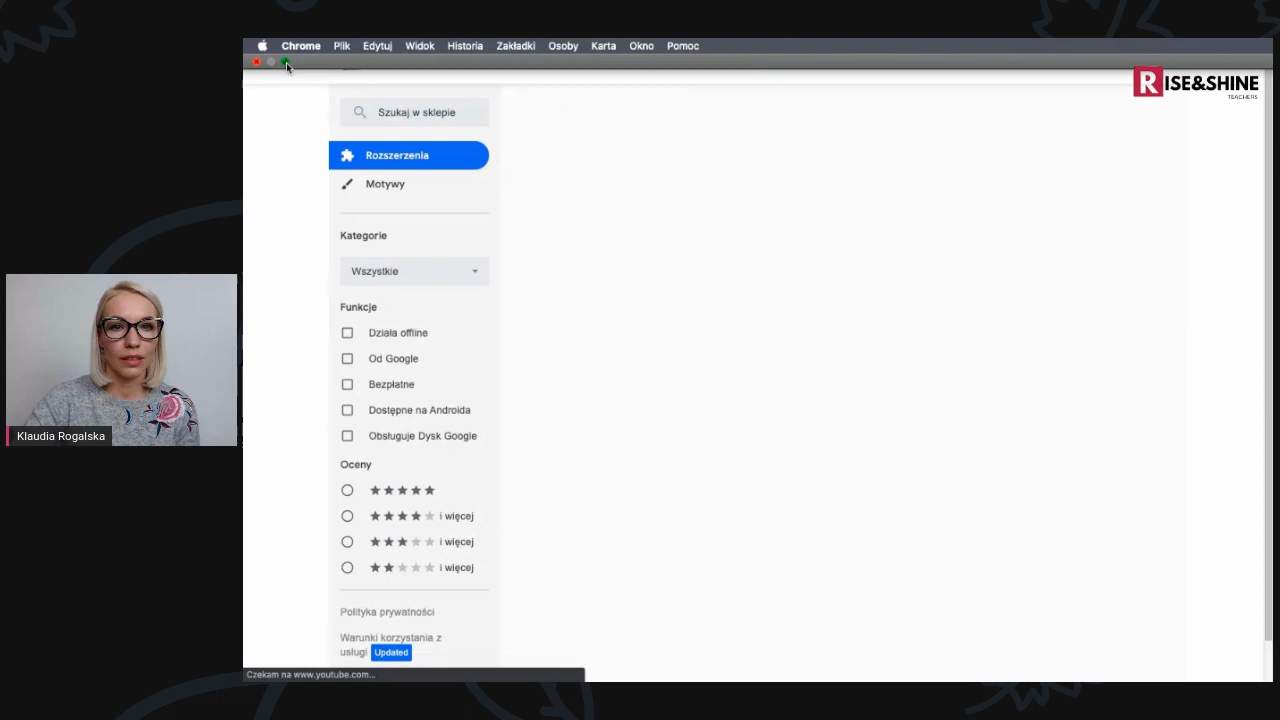 Chrome Plik Edytuj Widok Historia Zakładki Osoby Karta Okno Pomoc
RISE&SHINE
TEACHERS
Szukaj w sklepie
Rozszerzenia
Motywy
Kategorie
Wszystkie
Funkcje
Działa offline
Od Google
Bezpłatne
Dostępne na Androida
Obsługuje Dysk Google
Klaudia Rogalska
Oceny
i więcej
i więcej
i więcej
Polityka prywatności
Warunki korzystania z
usługi Updated
Czekam na www.youtube.com...